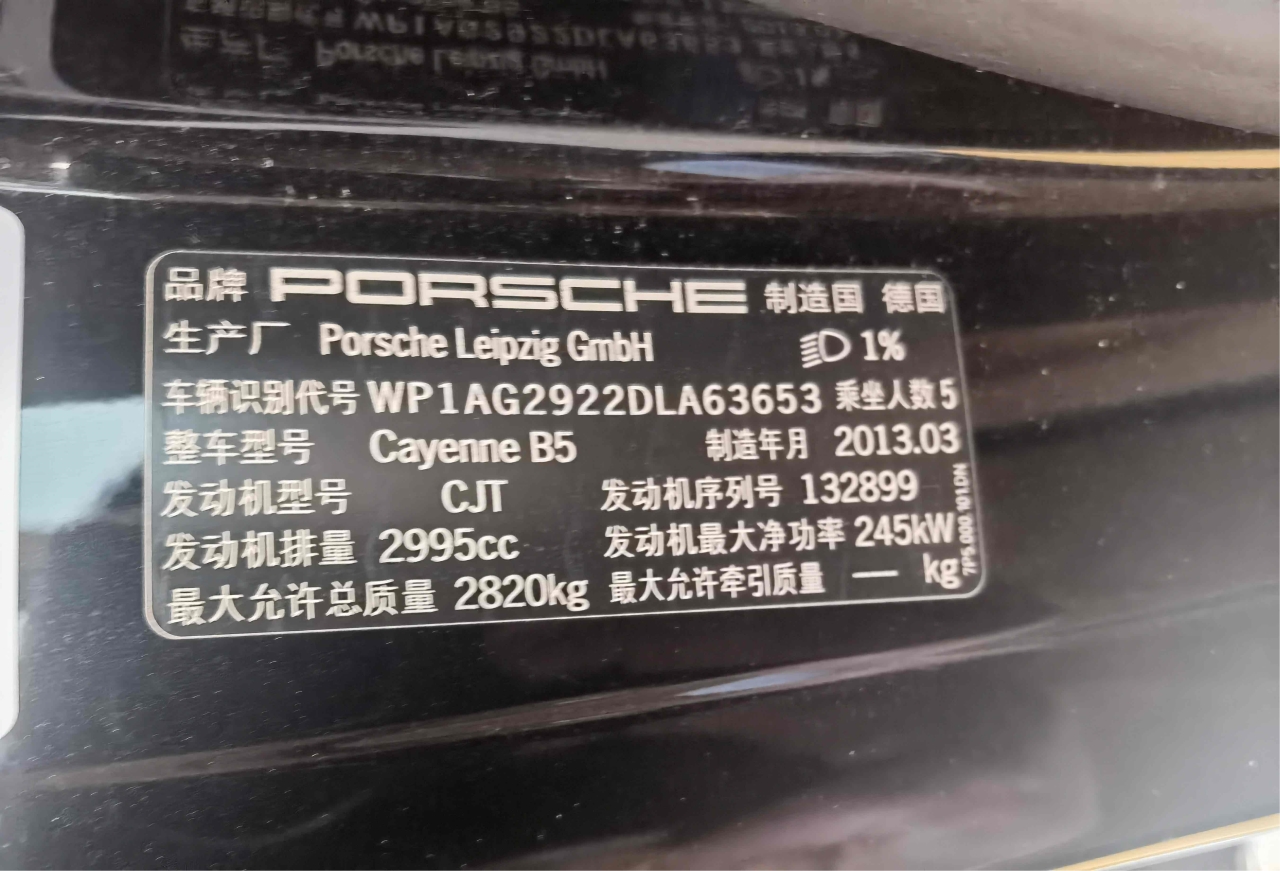 品牌 PORSCHE 制造国 德国
生产厂 Porsche Leipzig GmbH 1%
车辆识别代号 WP1AG2922DLA63653 乘坐人数 5
整车型号 Cayenne B5 制造年月 2013.03
发动机型号 CJT 发动机序列号 132899
发动机排量 2995cc 发动机最大净功率 245kW
最大允许总质量 2820kg 最大允许牵引质量 — kg
7P5.000.101.DN